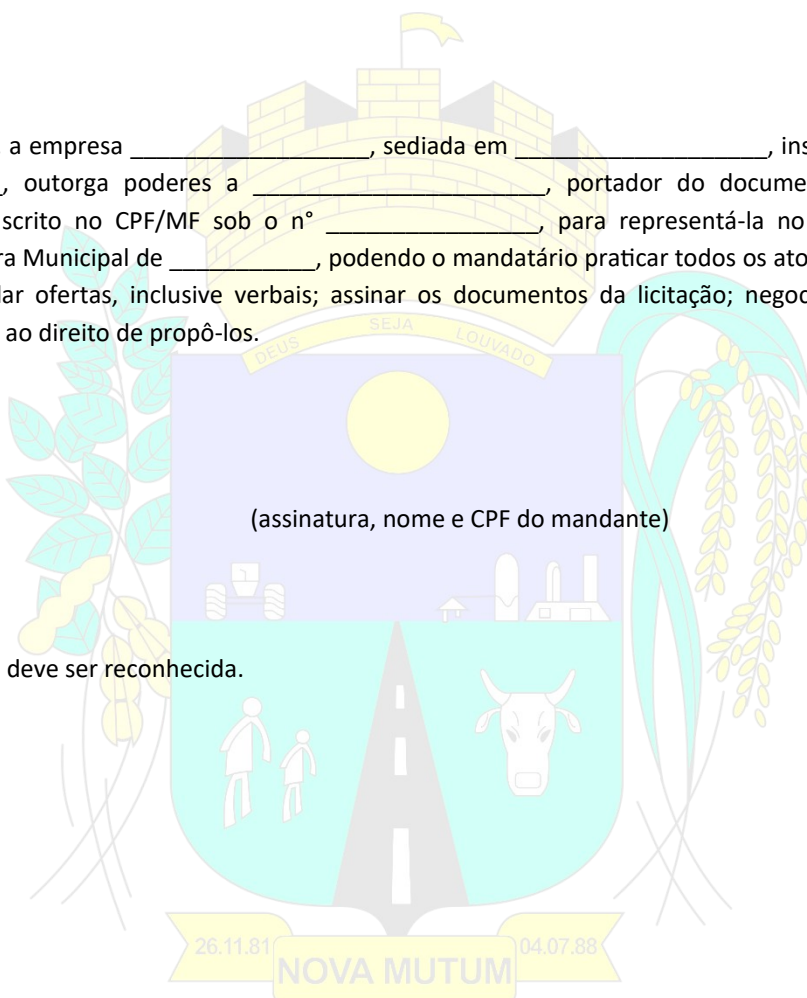 a empresa __________________, sediada em ___________________, ins
_, outorga poderes a ______________________, portador do docume
scrito no CPF/MF sob o n° ________________, para representá-la no
ra Municipal de ___________, podendo o mandatário praticar todos os ato
lar ofertas, inclusive verbais; assinar os documentos da licitação; negoc
ao direito de propô-los.
DEUS SEJA LOUVADO
(assinatura, nome e CPF do mandante)
deve ser reconhecida.
26.11.81 NOVA MUTUM 04.07.88